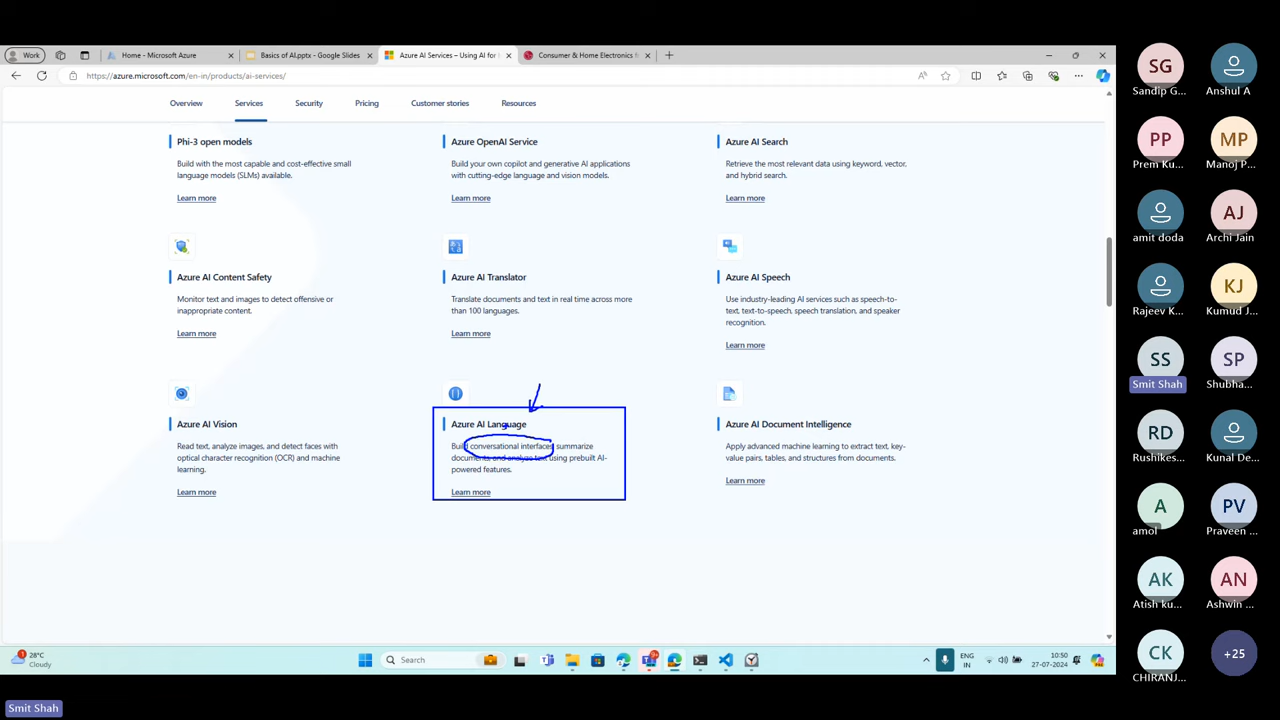 Work
Home - Microsoft Azure
Basics of AI.pptx - Google Slides
Azure AI Services – Using AI for
Consumer & Home Electronics f
https://azure.microsoft.com/en-in/products/ai-services/
Overview
Services
Security
Pricing
Customer stories
Resources
Phi-3 open models
Build with the most capable and cost-effective small
language models (SLMs) available.
Learn more
Azure OpenAI Service
Build your own copilot and generative AI applications
with cutting-edge language and vision models.
Learn more
Azure AI Search
Retrieve the most relevant data using keyword, vector,
and hybrid search.
Learn more
Azure AI Content Safety
Monitor text and images to detect offensive or
inappropriate content.
Learn more
Azure AI Translator
Translate documents and text in real time across more
than 100 languages.
Learn more
Azure AI Speech
Use industry-leading AI services such as speech-to-
text, text-to-speech, speech translation, and speaker
recognition.
Learn more
Azure AI Vision
Read text, analyze images, and detect faces with
optical character recognition (OCR) and machine
learning.
Learn more
Azure AI Language
Build conversational interfaces, summarize
documents, and analyze text using prebuilt AI-
powered features.
Learn more
Azure AI Document Intelligence
Apply advanced machine learning to extract text, key-
value pairs, tables, and structures from documents.
Learn more
1
28°C
Cloudy
Search
ENG
IN
10:50
27-07-2024
Smit Shah
SG
Sandip G...
Anshul A
PP
Prem Ku...
MP
Manoj P...
amit doda
AJ
Archi Jain
Rajeev K...
KJ
Kumud J...
SS
Smit Shah
SP
Shubha...
RD
Rushikes...
Kunal De...
A
amol
PV
Praveen ...
AK
Atish ku...
AN
Ashwin ...
CK
CHIRANJ...
+25